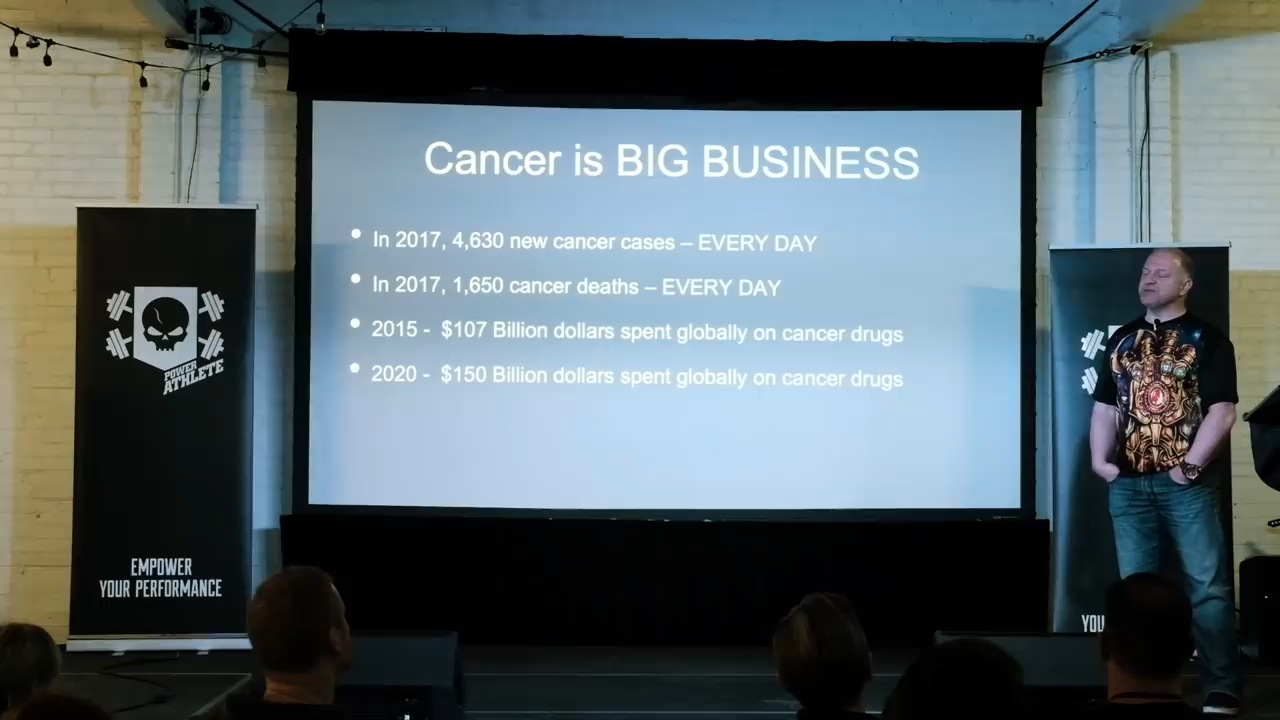 Cancer is BIG BUSINESS
• In 2017, 4,630 new cancer cases – EVERY DAY
• In 2017, 1,650 cancer deaths – EVERY DAY
• 2015 - $107 Billion dollars spent globally on cancer drugs
• 2020 - $150 Billion dollars spent globally on cancer drugs
POWER
ATHLETE
EMPOWER
YOUR PERFORMANCE
YOU